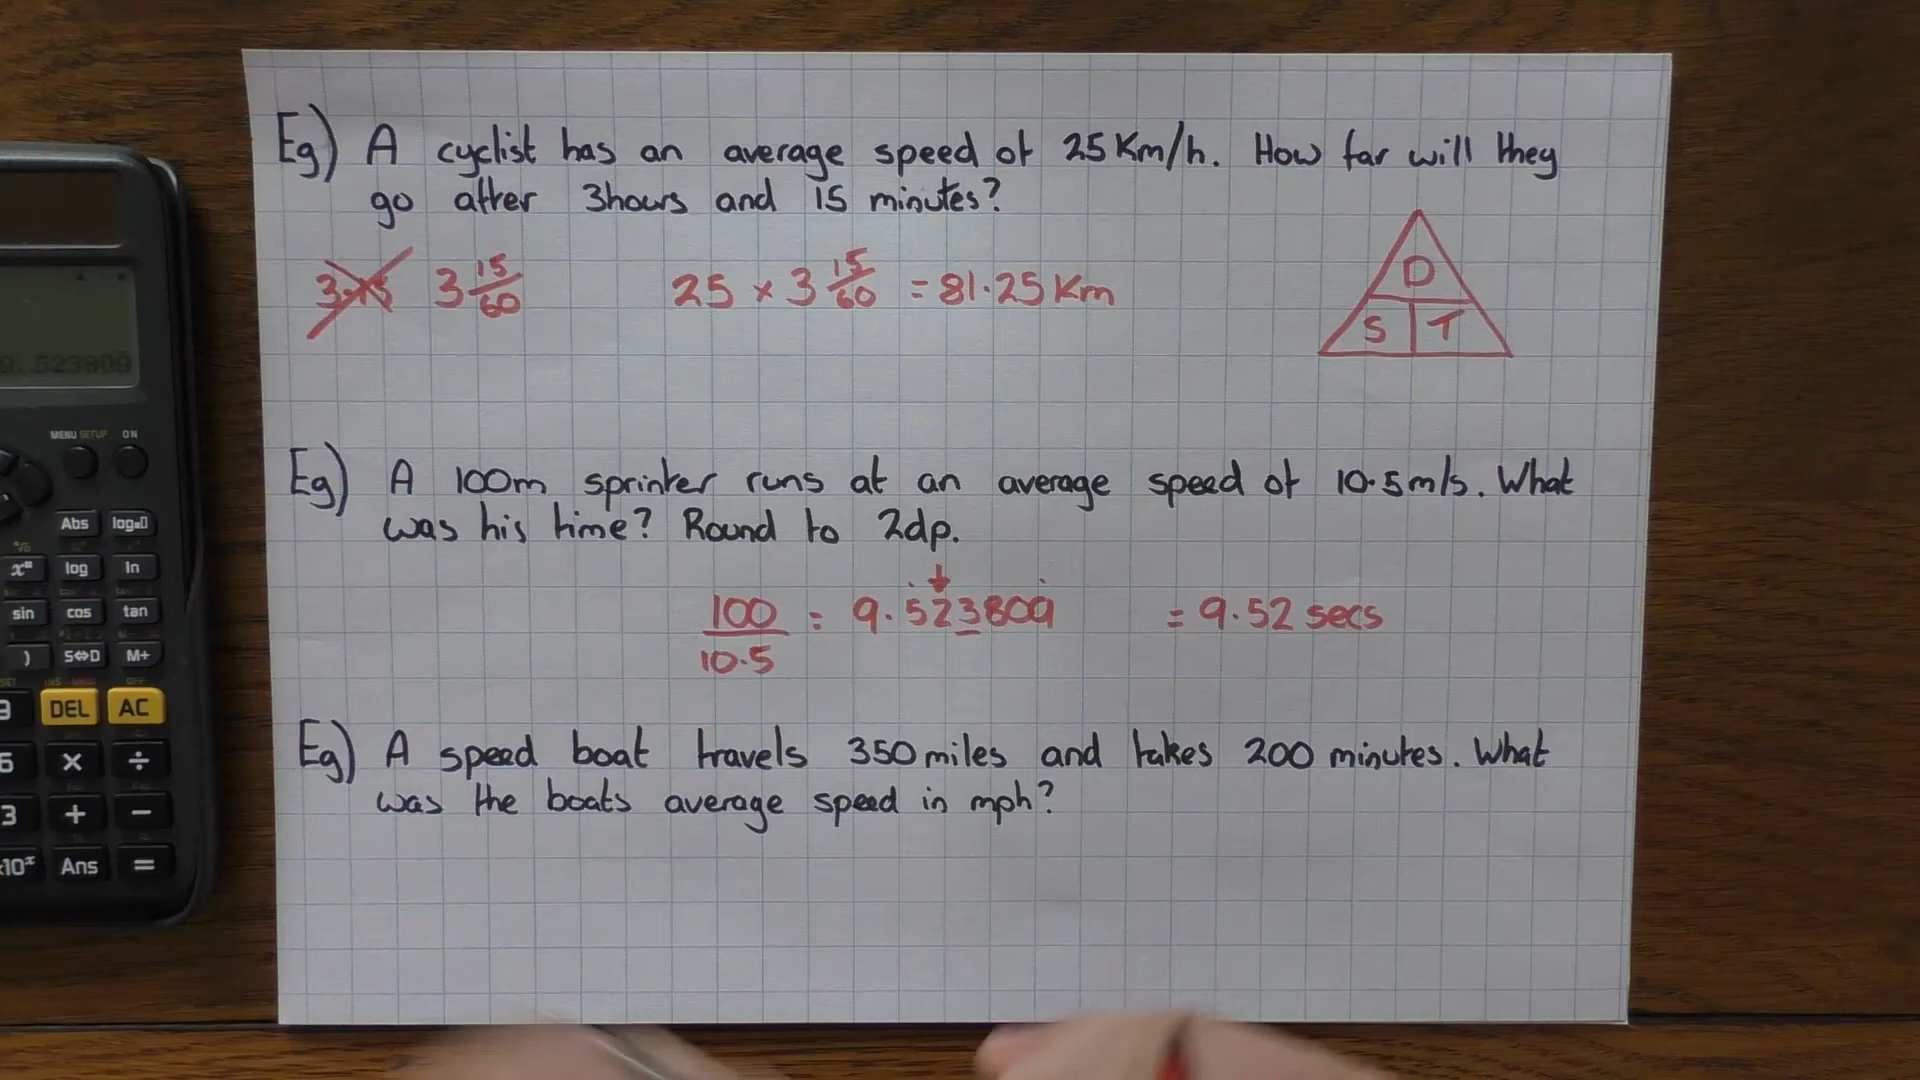 Eg) A cyclist has an average speed of 25 Km/h. How far will they
go after 3hours and 15 minutes?
3 15/60
25 × 3 15/60 = 81.25 Km
D
S T
Eg) A 100m sprinter runs at an average speed of 10.5m/s. What
was his time? Round to 2dp.
100/10.5 = 9.523809 = 9.52 secs
Eg) A speed boat travels 350 miles and takes 200 minutes. What
was the boats average speed in mph?
9.523809
MENU SETUP ON
Abs log
x log ln
sin cos tan
) S⇔D M+
9 DEL AC
6 × ÷
3 + −
×10ˣ Ans =